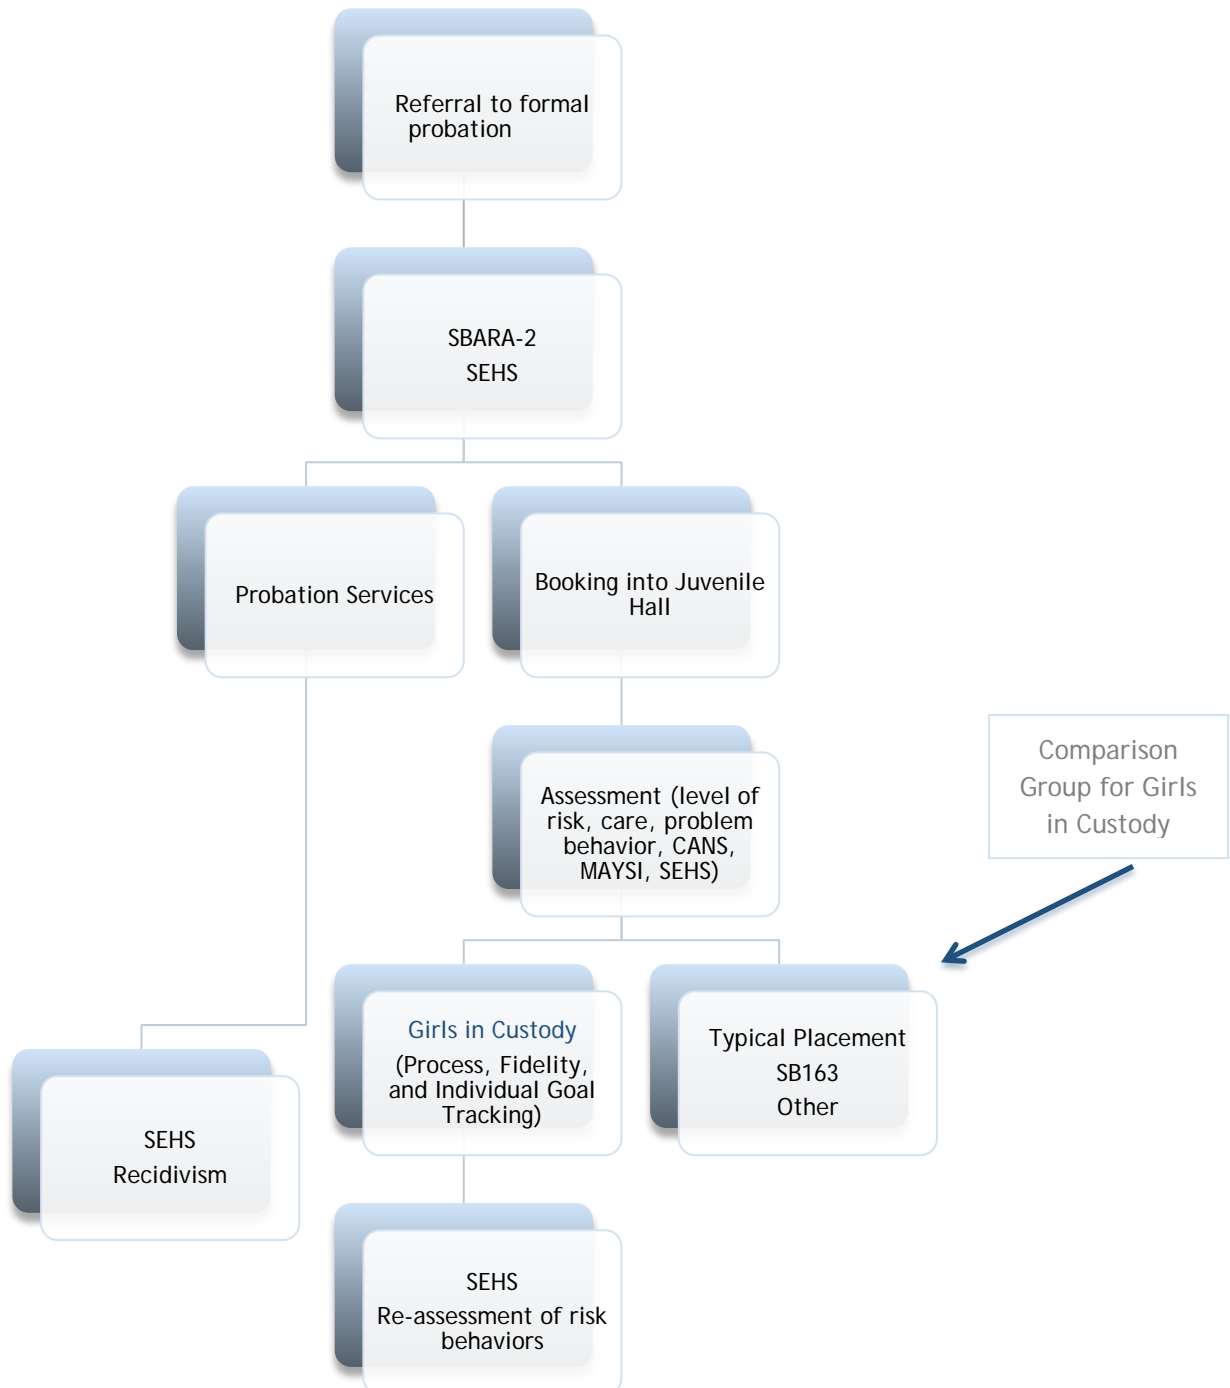 Referral to formal
probation
SBARA-2
SEHS
Probation Services
Booking into Juvenile
Hall
Assessment (level of
risk, care, problem
behavior, CANS,
MAYSI, SEHS)
Comparison
Group for Girls
in Custody
Girls in Custody
(Process, Fidelity,
and Individual Goal
Tracking)
Typical Placement
SB163
Other
SEHS
Recidivism
SEHS
Re-assessment of risk
behaviors